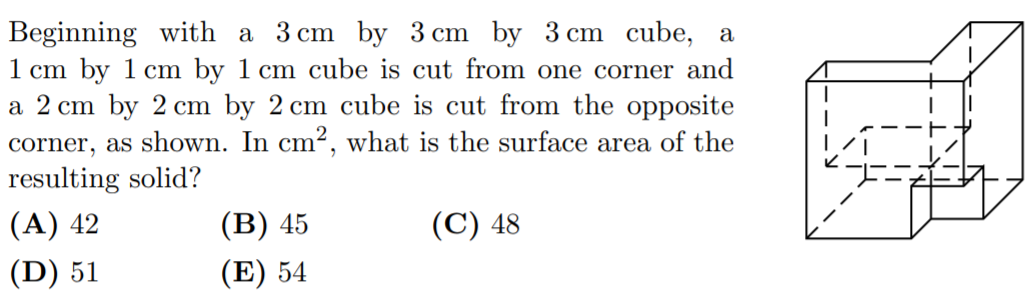 Beginning with a 3 cm by 3 cm by 3 cm cube, a
1 cm by 1 cm by 1 cm cube is cut from one corner and
a 2 cm by 2 cm by 2 cm cube is cut from the opposite
corner, as shown. In cm², what is the surface area of the
resulting solid?
(A) 42 (B) 45 (C) 48
(D) 51 (E) 54